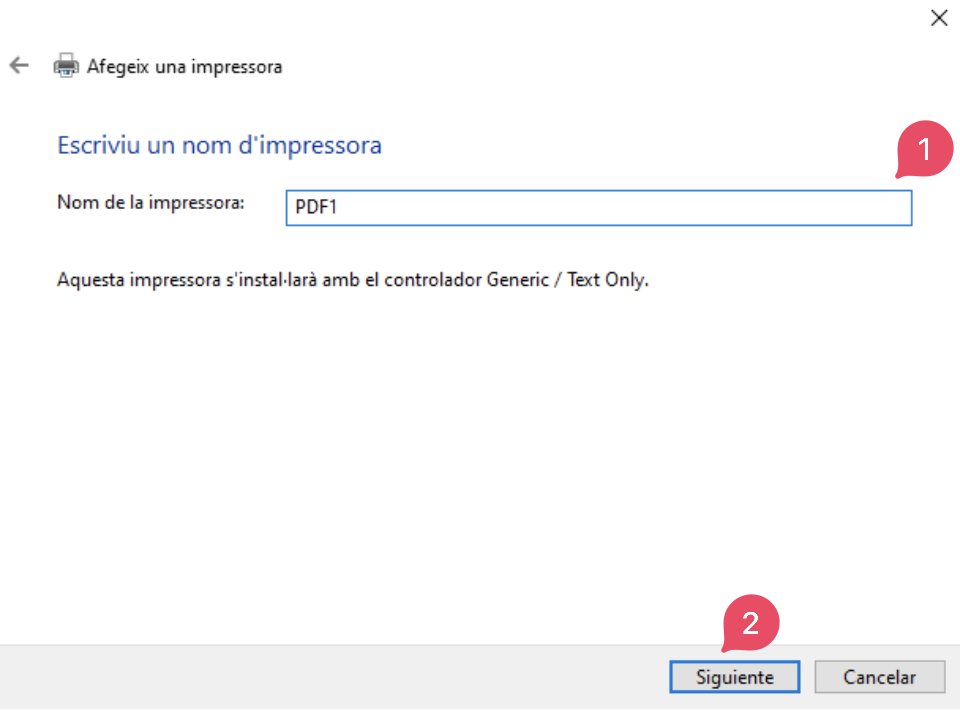 Afegeix una impressora
Escriviu un nom d'impressora
1
Nom de la impressora: PDF1
Aquesta impressora s'instal·larà amb el controlador Generic / Text Only.
2
Siguiente Cancelar